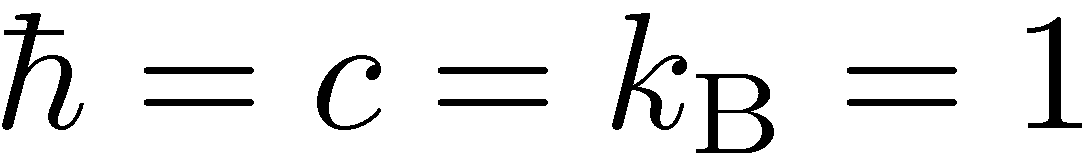 ħ = c = k_B = 1